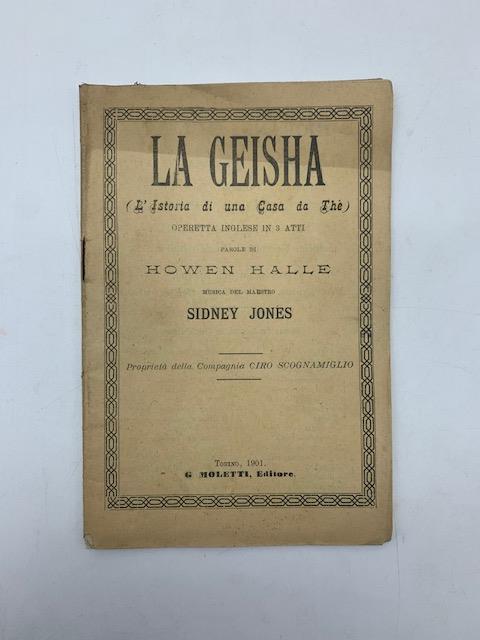 LA GEISHA
(L'Istoria di una Casa da Thè)
OPERETTA INGLESE IN 3 ATTI
PAROLE DI
HOWEN HALLE
MUSICA DEL MAESTRO
SIDNEY JONES
Proprietà della Compagnia CIRO SCOGNAMIGLIO
TORINO, 1901.
G. MOLETTI, Editore.